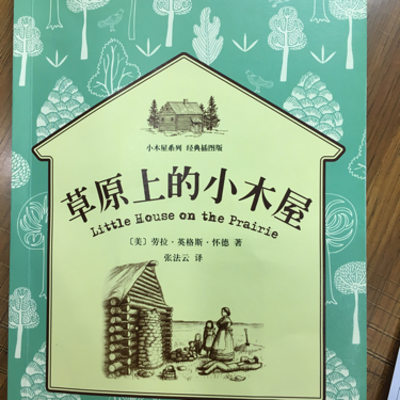 小木屋系列 经典插图版
草原上的小木屋
Little House on the Prairie
〔美〕劳拉·英格斯·怀德 著
张法云 译